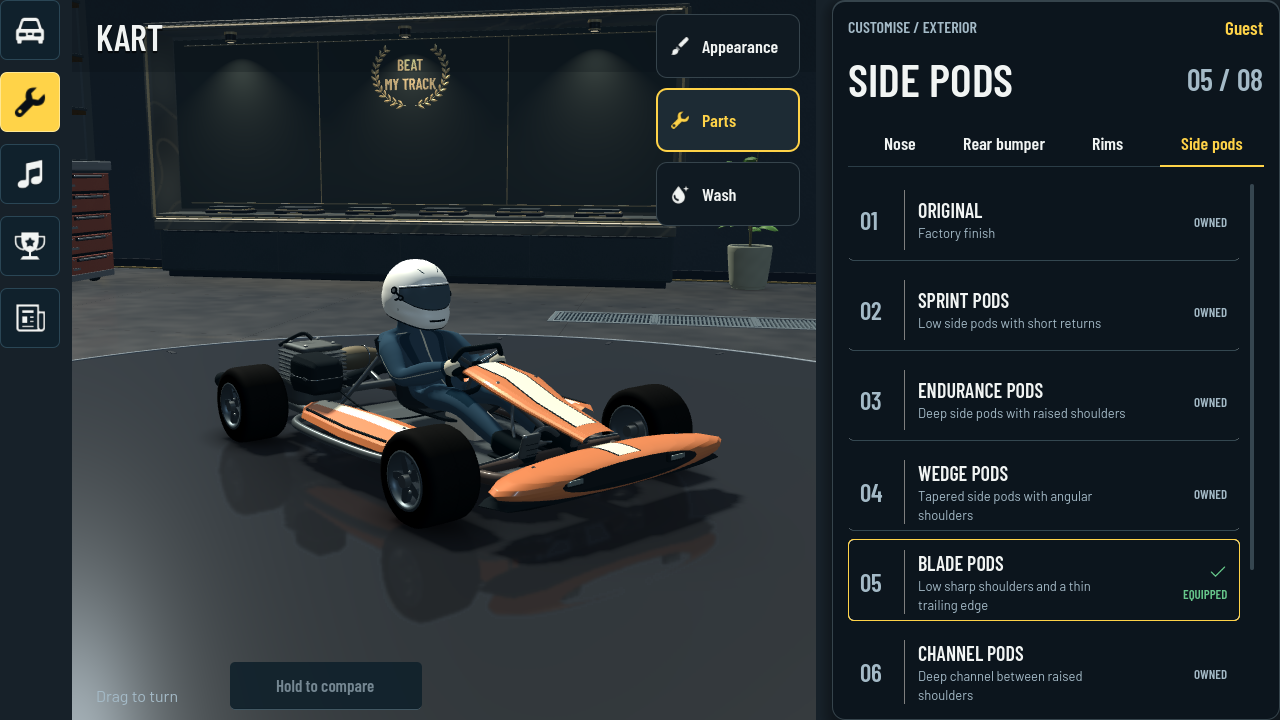 KART
BEAT
MY TRACK
Appearance
Parts
Wash
CUSTOMISE / EXTERIOR
Guest
SIDE PODS
05 / 08
Nose
Rear bumper
Rims
Side pods
01
ORIGINAL
Factory finish
OWNED
02
SPRINT PODS
Low side pods with short returns
OWNED
03
ENDURANCE PODS
Deep side pods with raised shoulders
OWNED
04
WEDGE PODS
Tapered side pods with angular
shoulders
OWNED
05
BLADE PODS
Low sharp shoulders and a thin
trailing edge
EQUIPPED
06
CHANNEL PODS
Deep channel between raised
shoulders
OWNED
Drag to turn
Hold to compare